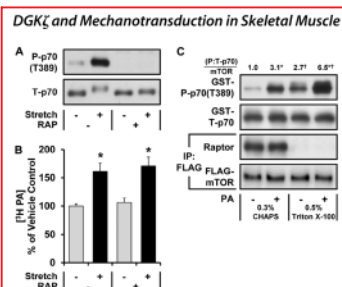 DGKζ and Mechanotransduction in Skeletal Muscle
A
P-p70
(T389)
T-p70
Stretch - + - +
RAP - +
B
[³H PA]
% of Vehicle Control
200
150
100
50
0
* *
Stretch - + - +
RAP - +
C
(IP:T-p70)
mTOR 1.0 3.1* 2.7† 6.5*†
GST-
P-p70(T389)
GST-
T-p70
IP:
FLAG
Raptor
FLAG-
mTOR
PA - + - +
0.3%
CHAPS
0.5%
Triton X-100